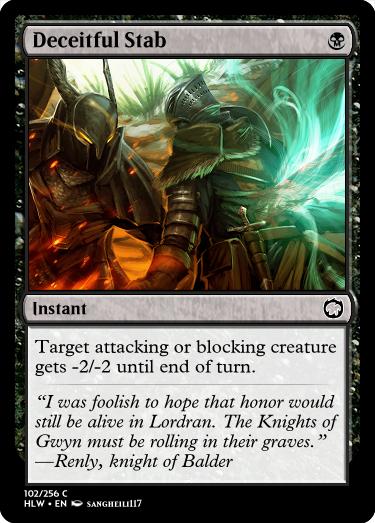 Deceitful Stab
Instant
Target attacking or blocking creature
gets -2/-2 until end of turn.
“I was foolish to hope that honor would
still be alive in Lordran. The Knights of
Gwyn must be rolling in their graves.”
—Renly, knight of Balder
102/256 C
HLW • EN SANGHEILI117